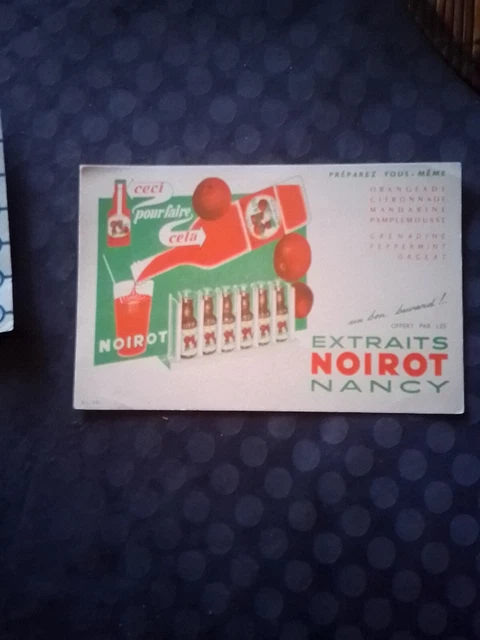 ceci
pour faire
cela
NOIROT
PRÉPAREZ VOUS-MÊME
ORANGEADE
CITRONNADE
MANDARINE
PAMPLEMOUSSE
GRENADINE
PEPPERMINT
ORGEAT
un bon buvard !..
OFFERT PAR LES
EXTRAITS
NOIROT
NANCY